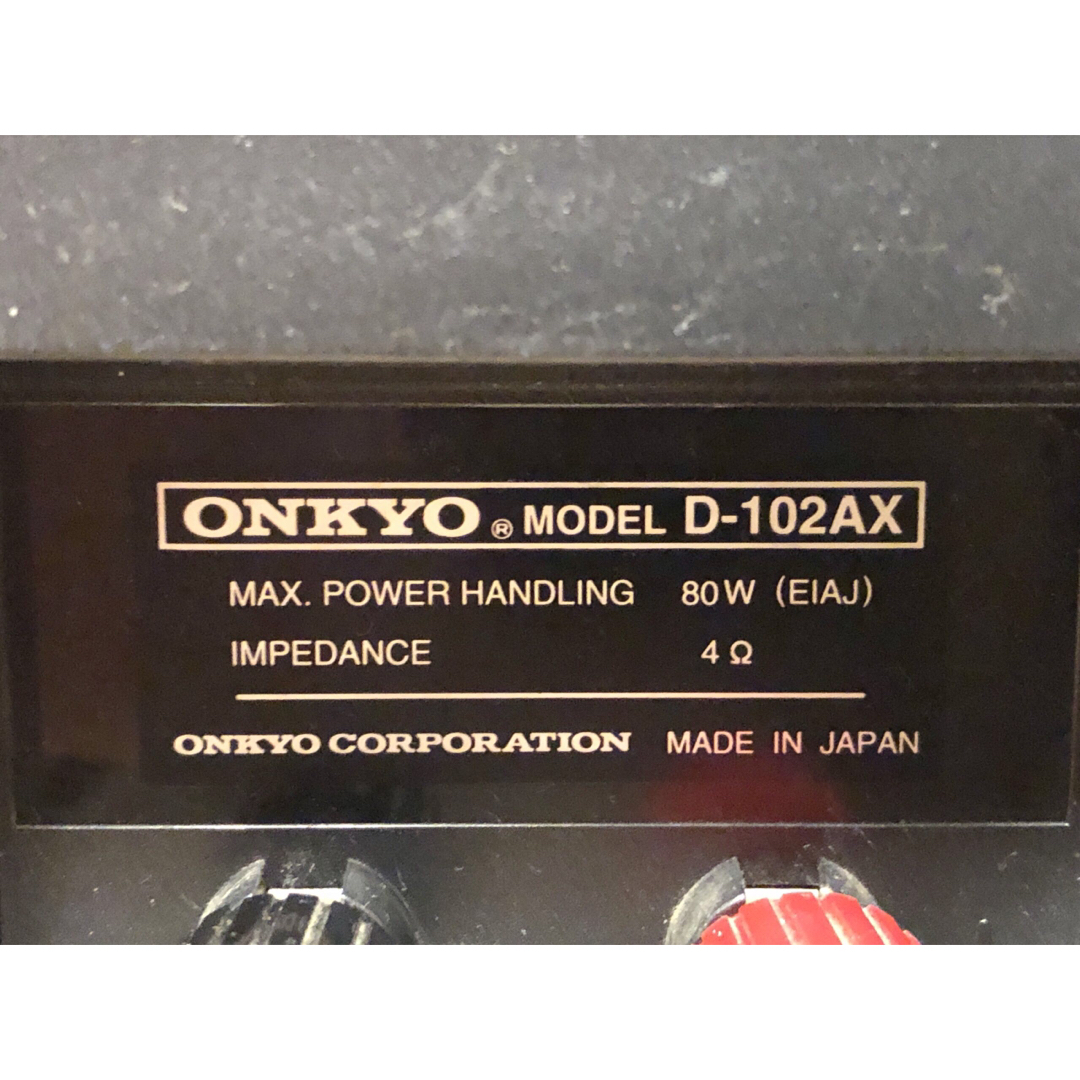 ONKYO® MODEL D-102AX
MAX. POWER HANDLING 80W (EIAJ)
IMPEDANCE 4Ω
ONKYO CORPORATION MADE IN JAPAN